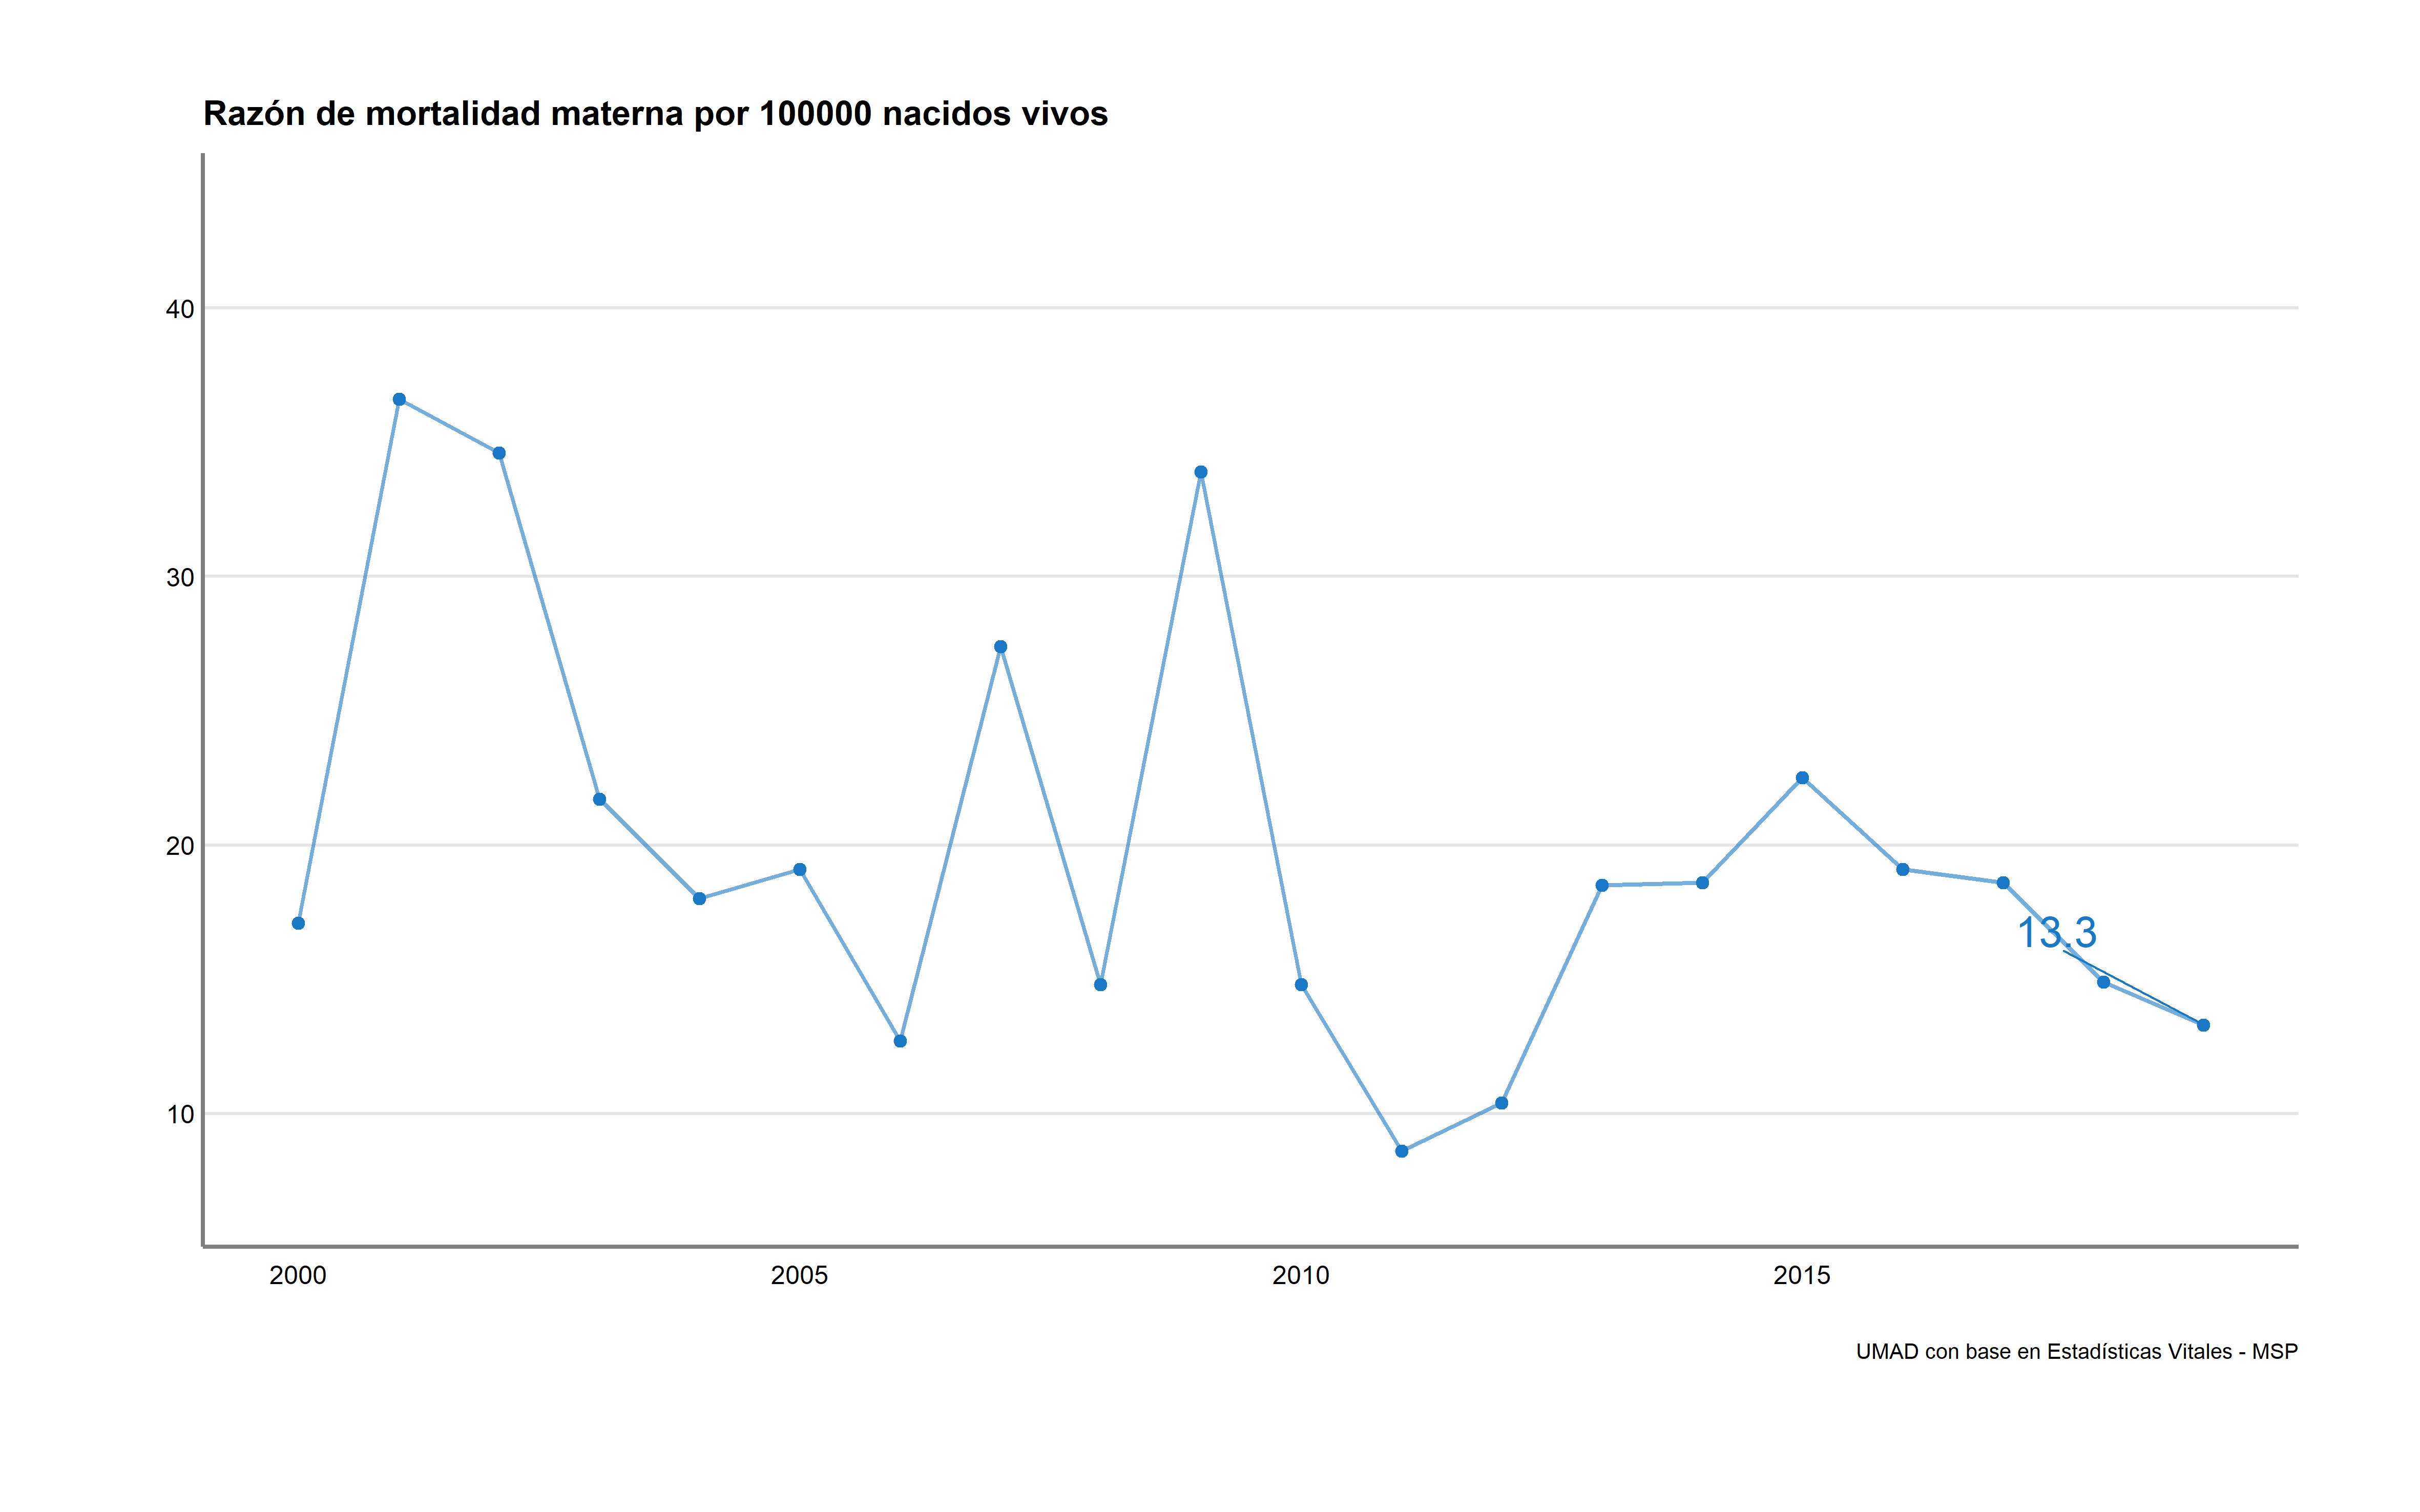 Razón de mortalidad materna por 100000 nacidos vivos
40
30
20
13.3
10
2000 2005 2010 2015
UMAD con base en Estadísticas Vitales - MSP